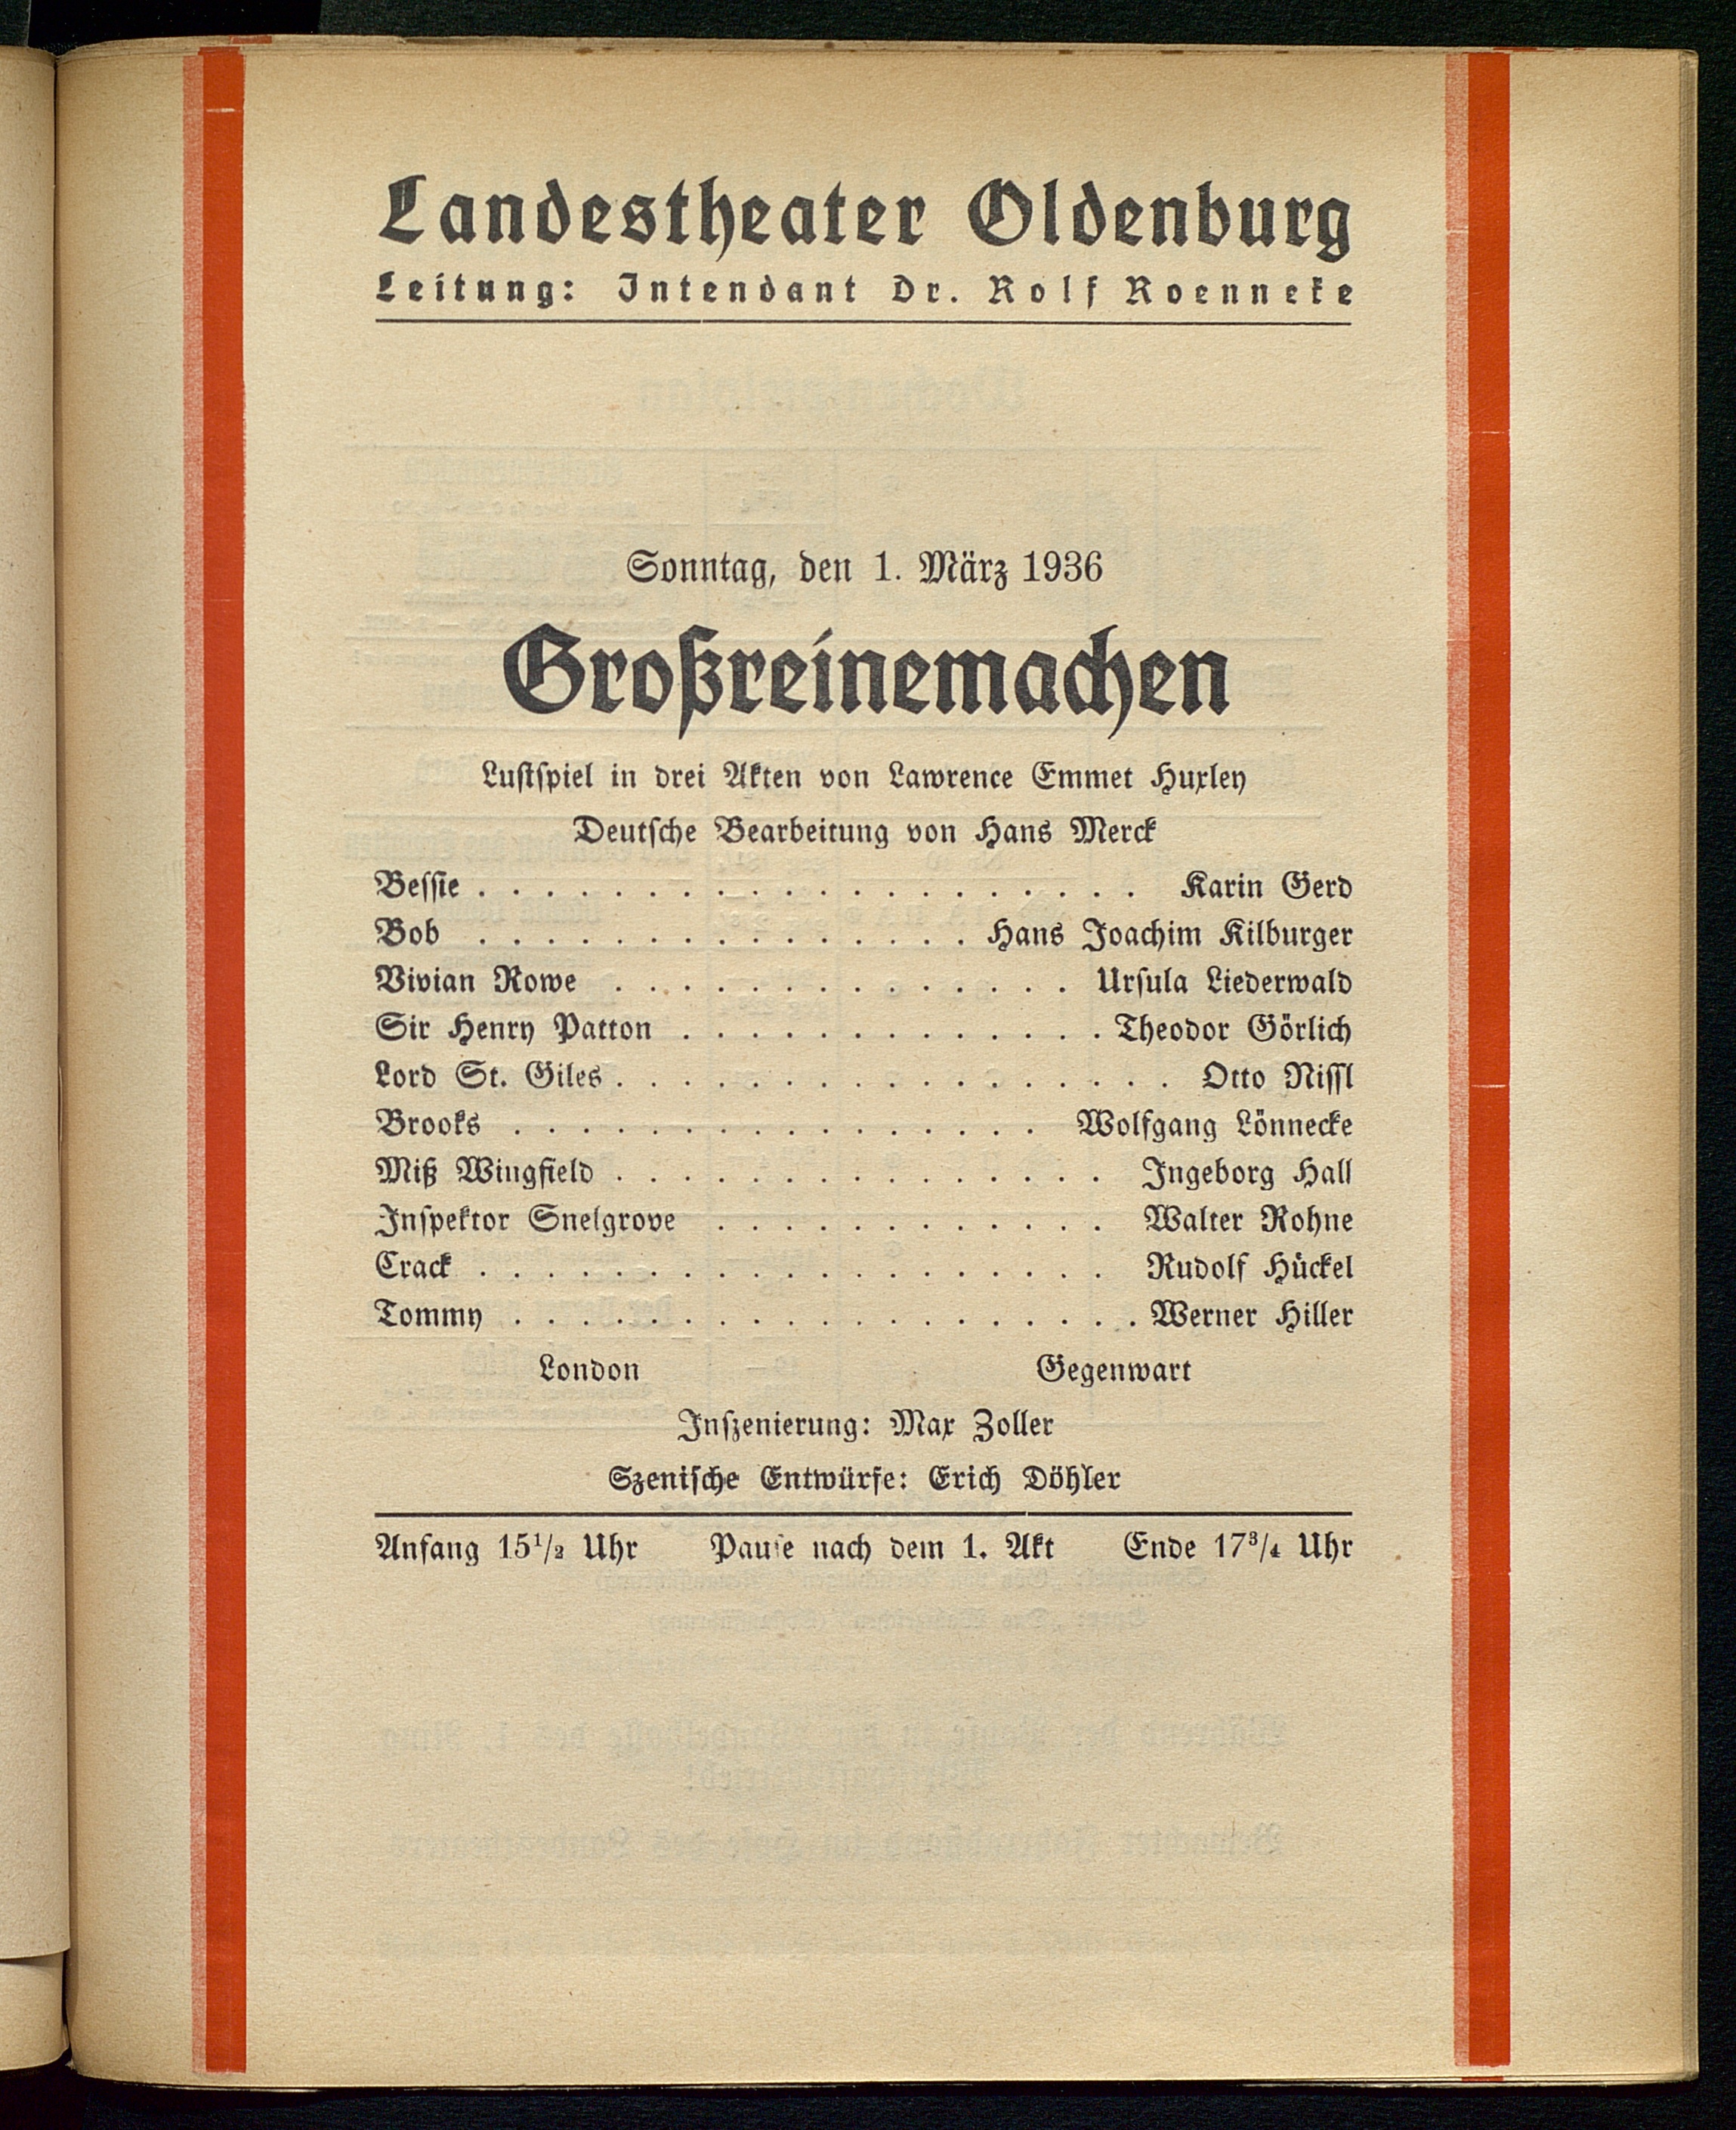 Landestheater Oldenburg
Leitung: Intendant Dr. Rolf Roenneke
Sonntag, den 1. März 1936
Großreinemachen
Lustspiel in drei Akten von Lawrence Emmet Huxley
Deutsche Bearbeitung von Hans Merck
Bessie . . . . . . . . . . . . . . . . . . . . Karin Gerd
Bob . . . . . . . . . . . . . . . Hans Joachim Kilburger
Vivian Rowe . . . . . . . . . . . . . . Ursula Liederwald
Sir Henry Patton . . . . . . . . . . . . . Theodor Görlich
Lord St. Giles . . . . . . . . . . . . . . . . . Otto Nissl
Brooks . . . . . . . . . . . . . . . . Wolfgang Lönnecke
Miß Wingfield . . . . . . . . . . . . . . . Ingeborg Hall
Inspektor Snelgrove . . . . . . . . . . . . Walter Rohne
Crack . . . . . . . . . . . . . . . . . . . Rudolf Hückel
Tommy . . . . . . . . . . . . . . . . . . . Werner Hiller
London Gegenwart
Inszenierung: Max Zoller
Szenische Entwürfe: Erich Döhler
Anfang 15½ Uhr Pause nach dem 1. Akt Ende 17¾ Uhr